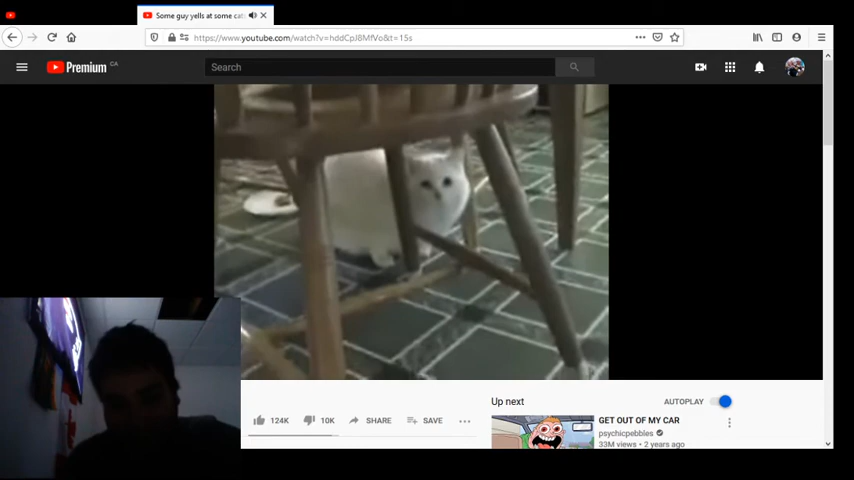 Some guy yells at some cat
https://www.youtube.com/watch?v=hddCpJ8MfVo&t=15s
Premium CA
Search
Up next
AUTOPLAY
124K
10K
SHARE
SAVE
GET OUT OF MY CAR
psychicpebbles
33M views • 2 years ago